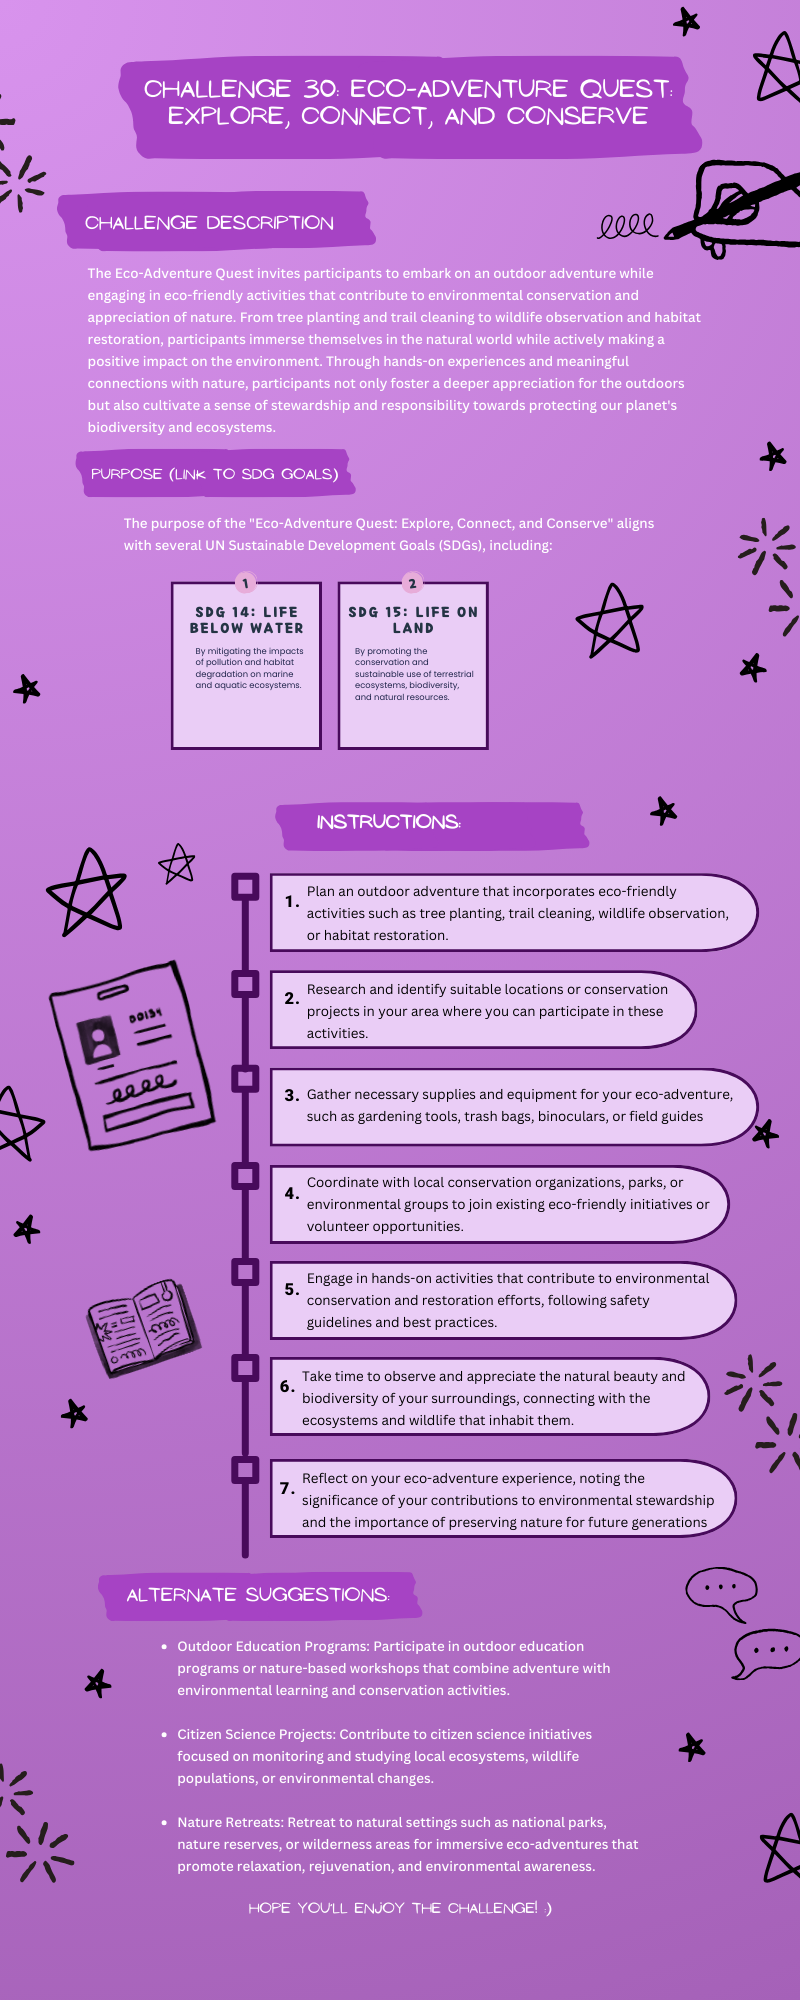 CHALLENGE 30: ECO-ADVENTURE QUEST:
EXPLORE, CONNECT, AND CONSERVE
CHALLENGE DESCRIPTION
The Eco-Adventure Quest invites participants to embark on an outdoor adventure while
engaging in eco-friendly activities that contribute to environmental conservation and
appreciation of nature. From tree planting and trail cleaning to wildlife observation and habitat
restoration, participants immerse themselves in the natural world while actively making a
positive impact on the environment. Through hands-on experiences and meaningful
connections with nature, participants not only foster a deeper appreciation for the outdoors
but also cultivate a sense of stewardship and responsibility towards protecting our planet's
biodiversity and ecosystems.
PURPOSE (LINK TO SDG GOALS)
The purpose of the "Eco-Adventure Quest: Explore, Connect, and Conserve" aligns
with several UN Sustainable Development Goals (SDGs), including:
1
SDG 14: LIFE
BELOW WATER
By mitigating the impacts
of pollution and habitat
degradation on marine
and aquatic ecosystems.
2
SDG 15: LIFE ON
LAND
By promoting the
conservation and
sustainable use of terrestrial
ecosystems, biodiversity,
and natural resources.
INSTRUCTIONS:
1. Plan an outdoor adventure that incorporates eco-friendly
activities such as tree planting, trail cleaning, wildlife observation,
or habitat restoration.
2. Research and identify suitable locations or conservation
projects in your area where you can participate in these
activities.
3. Gather necessary supplies and equipment for your eco-adventure,
such as gardening tools, trash bags, binoculars, or field guides
4. Coordinate with local conservation organizations, parks, or
environmental groups to join existing eco-friendly initiatives or
volunteer opportunities.
5. Engage in hands-on activities that contribute to environmental
conservation and restoration efforts, following safety
guidelines and best practices.
6. Take time to observe and appreciate the natural beauty and
biodiversity of your surroundings, connecting with the
ecosystems and wildlife that inhabit them.
7. Reflect on your eco-adventure experience, noting the
significance of your contributions to environmental stewardship
and the importance of preserving nature for future generations
ALTERNATE SUGGESTIONS:
• Outdoor Education Programs: Participate in outdoor education
programs or nature-based workshops that combine adventure with
environmental learning and conservation activities.
• Citizen Science Projects: Contribute to citizen science initiatives
focused on monitoring and studying local ecosystems, wildlife
populations, or environmental changes.
• Nature Retreats: Retreat to natural settings such as national parks,
nature reserves, or wilderness areas for immersive eco-adventures that
promote relaxation, rejuvenation, and environmental awareness.
HOPE YOU'LL ENJOY THE CHALLENGE! :)